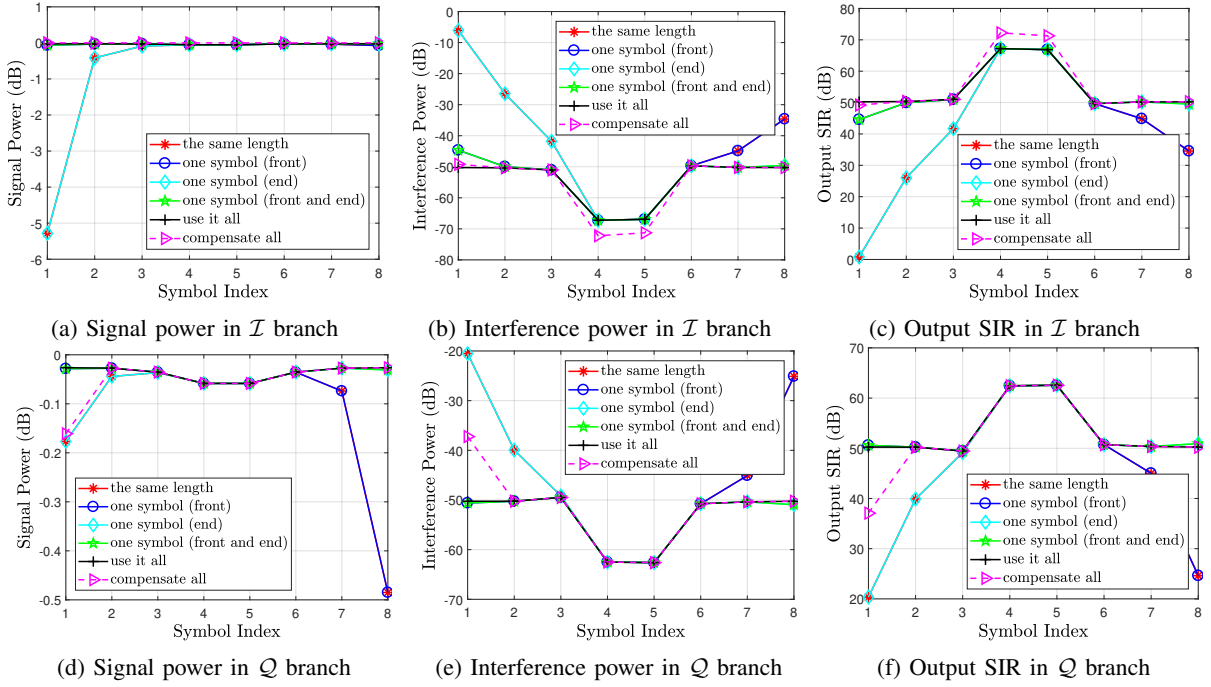 Signal Power (dB)
0
-1
-2
-3
-4
-5
-6
the same length
one symbol (front)
one symbol (end)
one symbol (front and end)
use it all
compensate all
1 2 3 4 5 6 7 8
Symbol Index
(a) Signal power in I branch
Interference Power (dB)
0
-10
-20
-30
-40
-50
-60
-70
-80
the same length
one symbol (front)
one symbol (end)
one symbol (front and end)
use it all
compensate all
1 2 3 4 5 6 7 8
Symbol Index
(b) Interference power in I branch
Output SIR (dB)
80
70
60
50
40
30
20
10
0
the same length
one symbol (front)
one symbol (end)
one symbol (front and end)
use it all
compensate all
1 2 3 4 5 6 7 8
Symbol Index
(c) Output SIR in I branch
Signal Power (dB)
0
-0.1
-0.2
-0.3
-0.4
-0.5
the same length
one symbol (front)
one symbol (end)
one symbol (front and end)
use it all
compensate all
1 2 3 4 5 6 7 8
Symbol Index
(d) Signal power in Q branch
Interference Power (dB)
-20
-30
-40
-50
-60
-70
the same length
one symbol (front)
one symbol (end)
one symbol (front and end)
use it all
compensate all
1 2 3 4 5 6 7 8
Symbol Index
(e) Interference power in Q branch
Output SIR (dB)
70
60
50
40
30
20
the same length
one symbol (front)
one symbol (end)
one symbol (front and end)
use it all
compensate all
1 2 3 4 5 6 7 8
Symbol Index
(f) Output SIR in Q branch